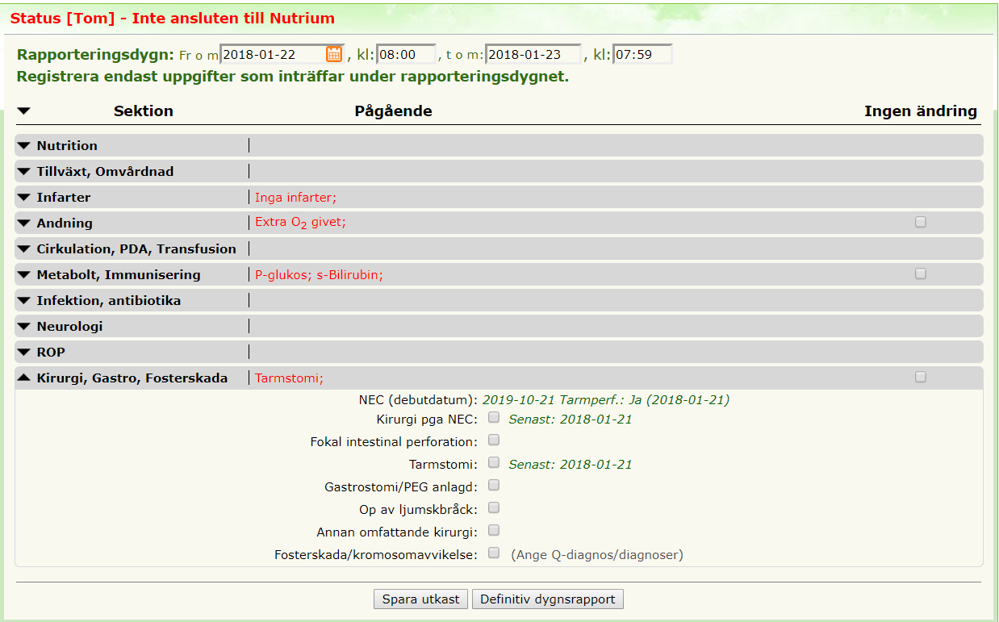 Status [Tom] - Inte ansluten till Nutrium
Rapporteringsdygn: Fr o m 2018-01-22 , kl: 08:00 , t o m: 2018-01-23 , kl: 07:59
Registrera endast uppgifter som inträffar under rapporteringsdygnet.
Sektion Pågående Ingen ändring
Nutrition
Tillväxt, Omvårdnad
Infarter Inga infarter;
Andning Extra O2 givet;
Cirkulation, PDA, Transfusion
Metabolt, Immunisering P-glukos; s-Bilirubin;
Infektion, antibiotika
Neurologi
ROP
Kirurgi, Gastro, Fosterskada Tarmstomi;
NEC (debutdatum): 2019-10-21 Tarmperf.: Ja (2018-01-21)
Kirurgi pga NEC: Senast: 2018-01-21
Fokal intestinal perforation:
Tarmstomi: Senast: 2018-01-21
Gastrostomi/PEG anlagd:
Op av ljumskbråck:
Annan omfattande kirurgi:
Fosterskada/kromosomavvikelse: (Ange Q-diagnos/diagnoser)
Spara utkast Definitiv dygnsrapport